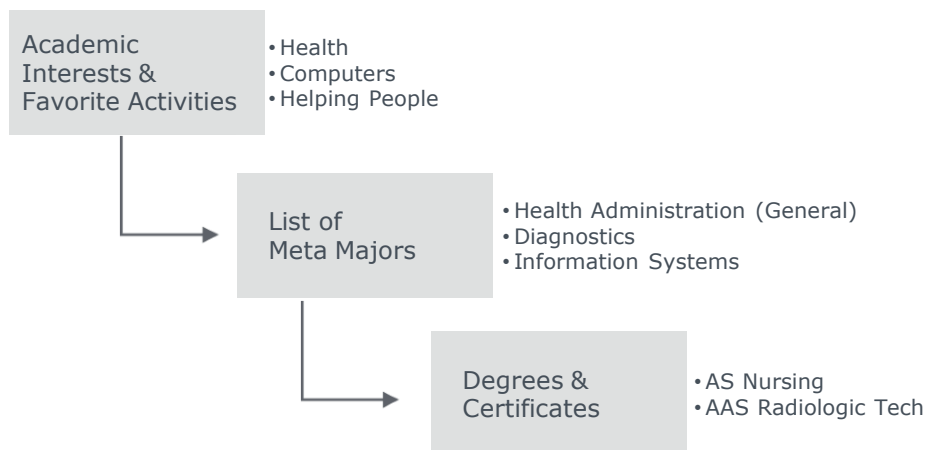 Academic
Interests &
Favorite Activities
• Health
• Computers
• Helping People
List of
Meta Majors
• Health Administration (General)
• Diagnostics
• Information Systems
Degrees &
Certificates
• AS Nursing
• AAS Radiologic Tech